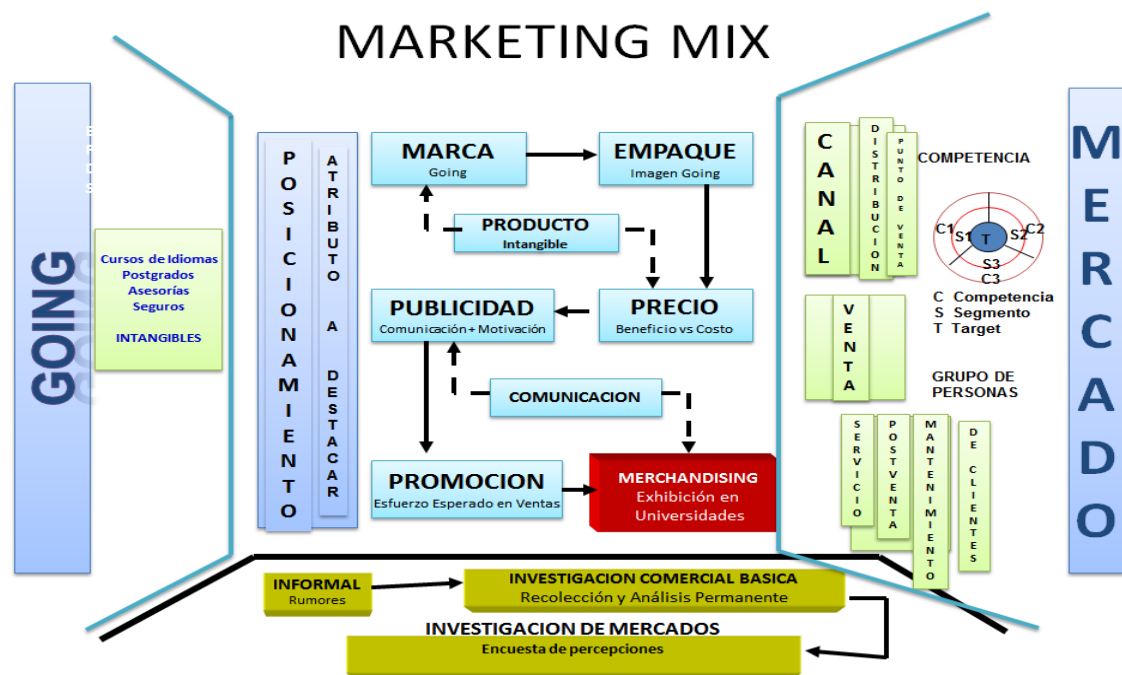 MARKETING MIX
GOING
Cursos de Idiomas
Postgrados
Asesorías
Seguros
INTANGIBLES
POSICIONAMIENTO
ATRIBUTO A DESTACAR
MARCA
Going
EMPAQUE
Imagen Going
PRODUCTO
Intangible
PUBLICIDAD
Comunicación+ Motivación
PRECIO
Beneficio vs Costo
COMUNICACION
PROMOCION
Esfuerzo Esperado en Ventas
MERCHANDISING
Exhibición en
Universidades
CANAL
DISTRIBUCION
PUNTO DE VENTA
COMPETENCIA
C1
S1
T
S2
C2
S3
C3
C Competencia
S Segmento
T Target
VENTA
GRUPO DE
PERSONAS
SERVICIO
POSTVENTA
MANTENIMIENTO
DE CLIENTES
MERCADO
INFORMAL
Rumores
INVESTIGACION COMERCIAL BASICA
Recolección y Análisis Permanente
INVESTIGACION DE MERCADOS
Encuesta de percepciones